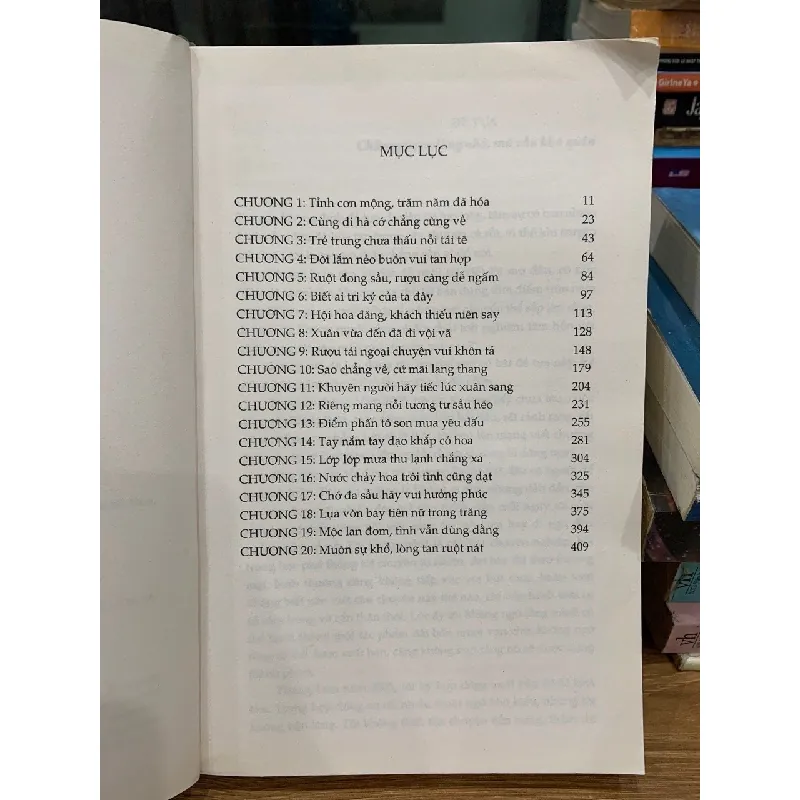 MỤC LỤC
CHƯƠNG 1: Tỉnh cơn mộng, trăm năm đã hóa 11
CHƯƠNG 2: Cùng đi hà cớ chẳng cùng về 23
CHƯƠNG 3: Trẻ trung chưa thấu nỗi tái tê 43
CHƯƠNG 4: Đời lắm nẻo buồn vui tan hợp 64
CHƯƠNG 5: Ruột đong sầu, rượu càng dễ ngấm 84
CHƯƠNG 6: Biết ai tri kỷ của ta đây 97
CHƯƠNG 7: Hội hoa đăng, khách thiếu niên say 113
CHƯƠNG 8: Xuân vừa đến đã đi vội vã 128
CHƯƠNG 9: Rượu tái ngoại chuyện vui khôn tả 148
CHƯƠNG 10: Sao chẳng về, cứ mãi lang thang 179
CHƯƠNG 11: Khuyên người hãy tiếc lúc xuân sang 204
CHƯƠNG 12: Riêng mang nỗi tương tư sầu héo 231
CHƯƠNG 13: Điểm phấn tô son mua yêu dấu 255
CHƯƠNG 14: Tay nắm tay dạo khắp cỏ hoa 281
CHƯƠNG 15: Lớp lớp mưa thu lạnh chẳng xa 304
CHƯƠNG 16: Nước chảy hoa trôi tình cũng dạt 325
CHƯƠNG 17: Chớ đa sầu hãy vui hưởng phúc 345
CHƯƠNG 18: Lụa vờn bay tiên nữ trong trăng 375
CHƯƠNG 19: Mộc lan đơm, tình vẫn dùng dằng 394
CHƯƠNG 20: Muôn sự khổ, lòng tan ruột nát 409
GirlneYa